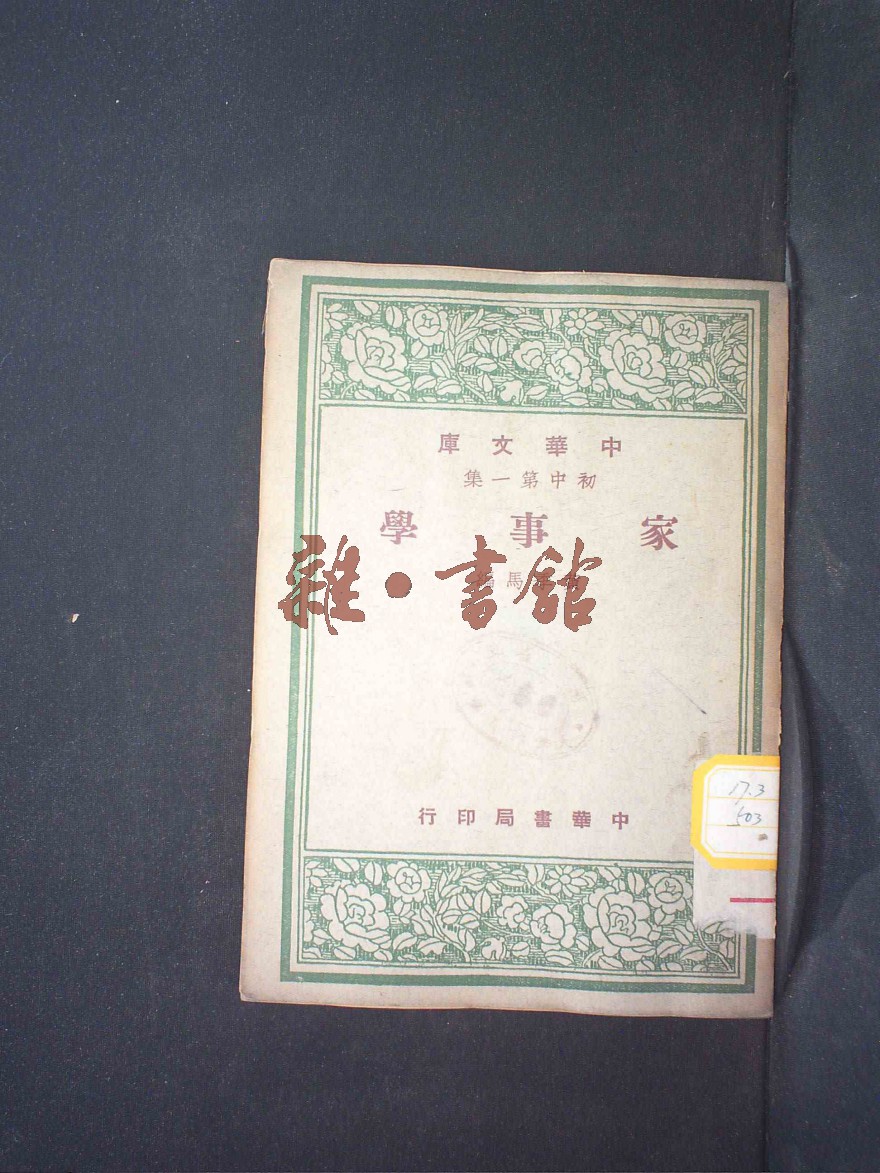 中華文庫
初中第一集
家事學
雜·書館
馬
中華書局印行
17.3
503